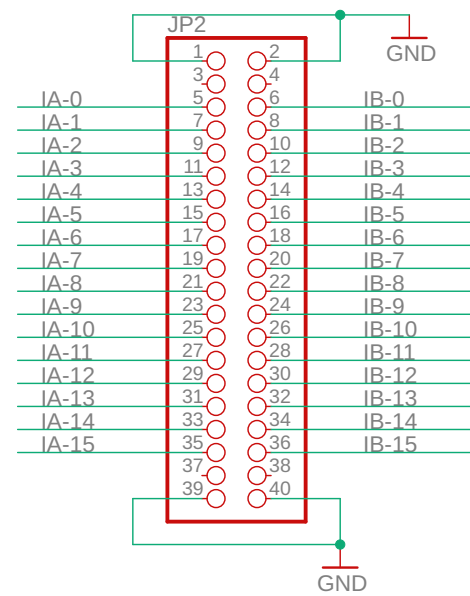 JP2
GND
1 2
3 4
IA-0 5 6 IB-0
IA-1 7 8 IB-1
IA-2 9 10 IB-2
IA-3 11 12 IB-3
IA-4 13 14 IB-4
IA-5 15 16 IB-5
IA-6 17 18 IB-6
IA-7 19 20 IB-7
IA-8 21 22 IB-8
IA-9 23 24 IB-9
IA-10 25 26 IB-10
IA-11 27 28 IB-11
IA-12 29 30 IB-12
IA-13 31 32 IB-13
IA-14 33 34 IB-14
IA-15 35 36 IB-15
37 38
39 40
GND